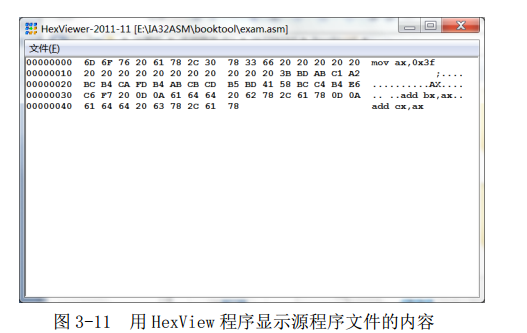 HexViewer-2011-11 [E:\IA32ASM\booktool\exam.asm]
文件(F)
00000000 6D 6F 76 20 61 78 2C 30 78 33 66 20 20 20 20 20 mov ax,0x3f
00000010 20 20 20 20 20 20 20 20 20 20 20 3B BD AB C1 A2 ;....
00000020 BC B4 CA FD B4 AB CB CD B5 BD 41 58 BC C4 B4 E6 ..........AX....
00000030 C6 F7 20 0D 0A 61 64 64 20 62 78 2C 61 78 0D 0A .. ..add bx,ax..
00000040 61 64 64 20 63 78 2C 61 78 add cx,ax
图 3-11 用 HexView 程序显示源程序文件的内容